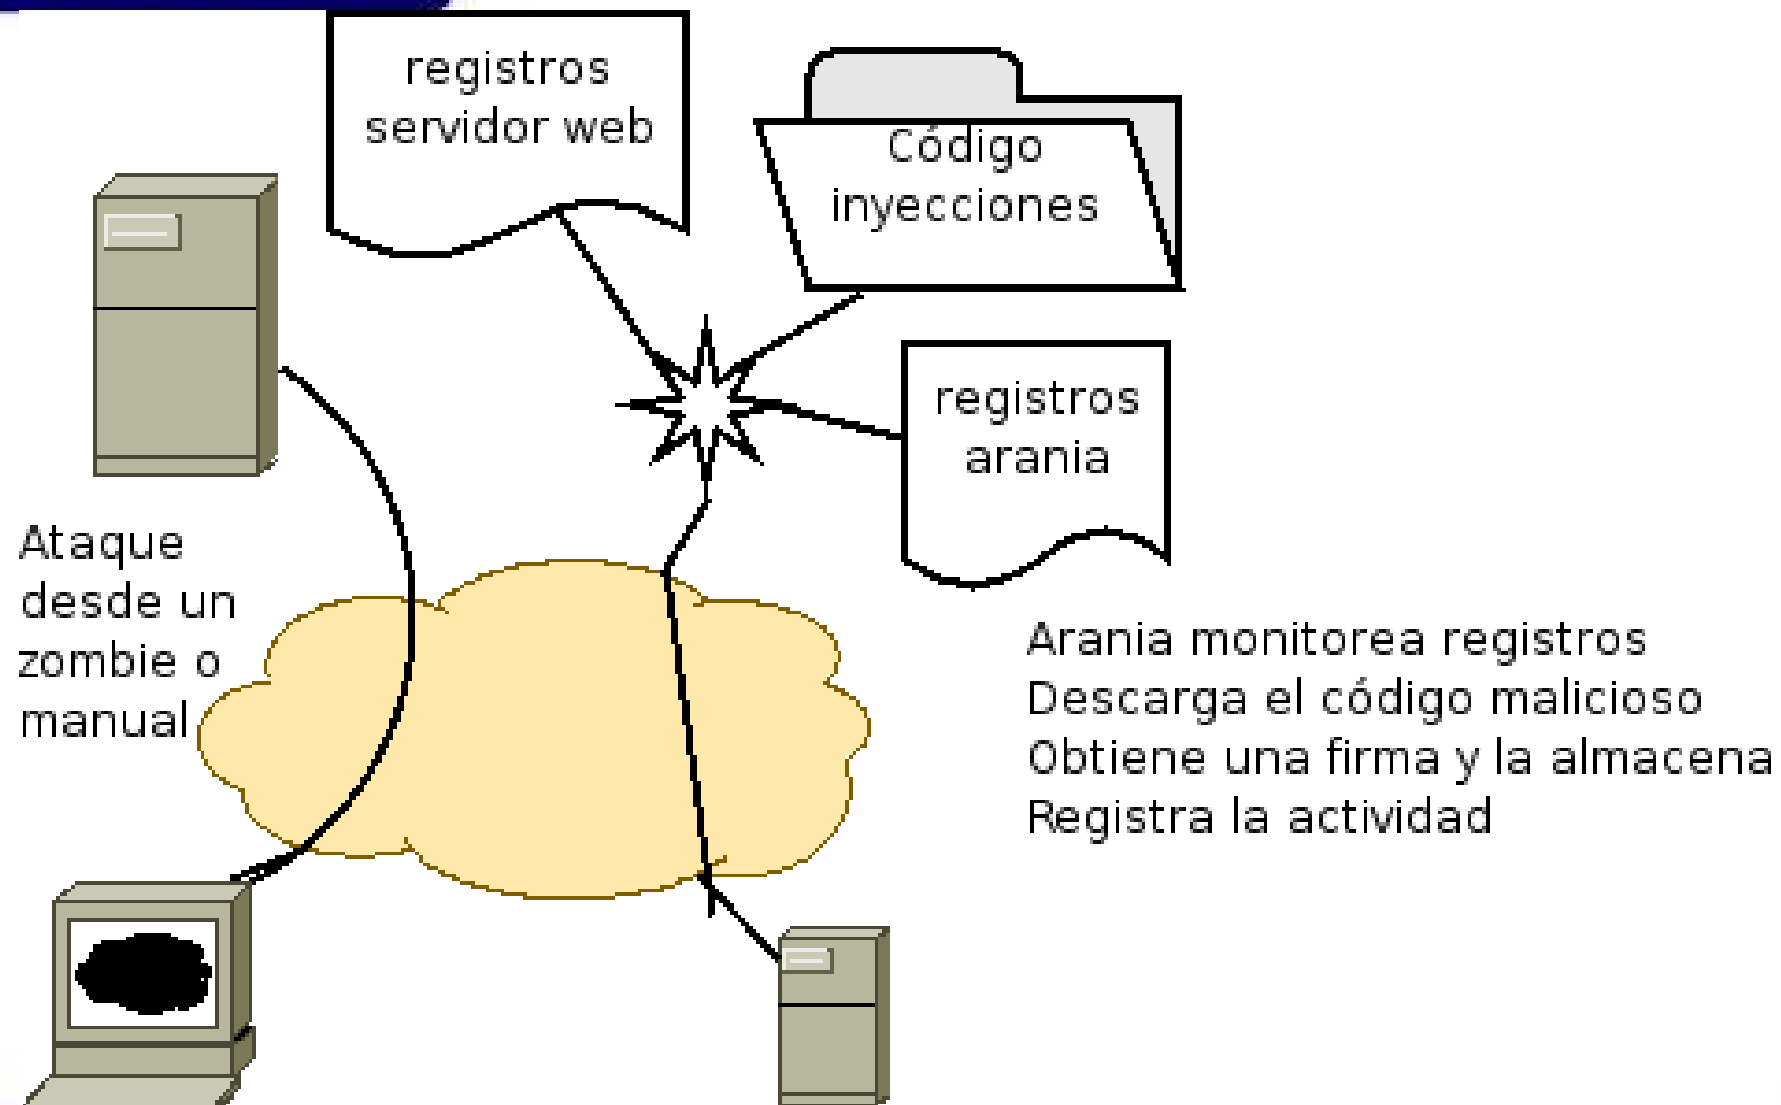 registros
servidor web
Código
inyecciones
registros
arania
Ataque
desde un
zombie o
manual
Arania monitorea registros
Descarga el código malicioso
Obtiene una firma y la almacena
Registra la actividad